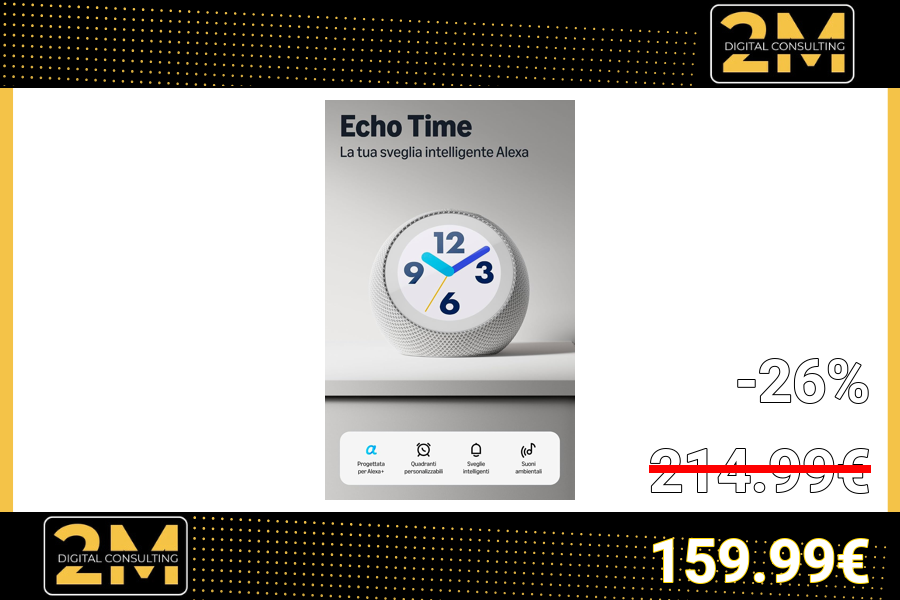 2M
DIGITAL CONSULTING
Echo Time
La tua sveglia intelligente Alexa
12
9
3
6
Progettata
per Alexa+
Quadranti
personalizzabili
Sveglie
intelligenti
Suoni
ambientali
-26%
214.99€
2M
DIGITAL CONSULTING
159.99€